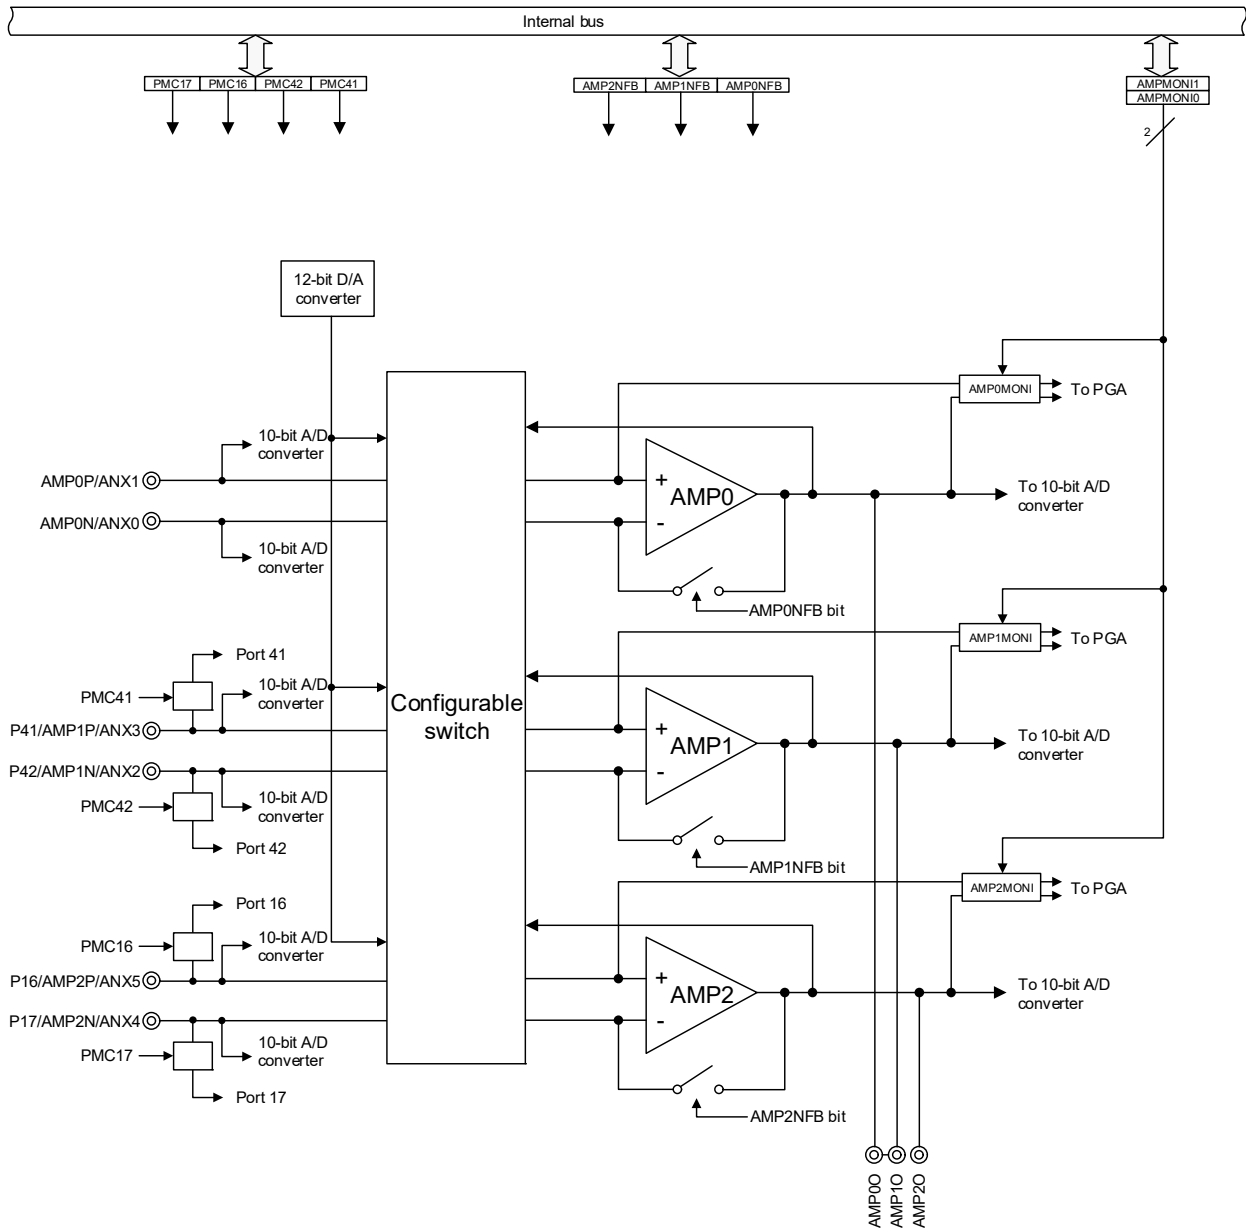 Internal bus
PMC17 PMC16 PMC42 PMC41
AMP2NFB AMP1NFB AMP0NFB
AMPMONI1
AMPMONI0
2
12-bit D/A
converter
AMP0MONI
To PGA
10-bit A/D
converter
AMP0P/ANX1
AMP0
+
-
To 10-bit A/D
converter
AMP0N/ANX0
10-bit A/D
converter
AMP0NFB bit
AMP1MONI
To PGA
Port 41
PMC41
10-bit A/D
converter
Configurable
switch
P41/AMP1P/ANX3
AMP1
+
-
To 10-bit A/D
converter
P42/AMP1N/ANX2
PMC42
10-bit A/D
converter
Port 42
AMP1NFB bit
AMP2MONI
To PGA
Port 16
PMC16
10-bit A/D
converter
P16/AMP2P/ANX5
AMP2
+
-
To 10-bit A/D
converter
P17/AMP2N/ANX4
PMC17
10-bit A/D
converter
Port 17
AMP2NFB bit
AMP0O
AMP1O
AMP2O